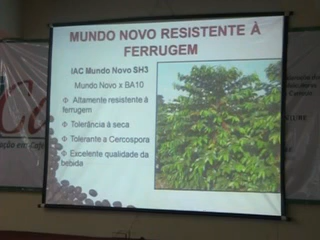 MUNDO NOVO RESISTENTE À
FERRUGEM
IAC Mundo Novo SH3
Mundo Novo x BA10
Altamente resistente à
ferrugem
Tolerância à seca
Tolerante a Cercospora
Excelente qualidade da
bebida